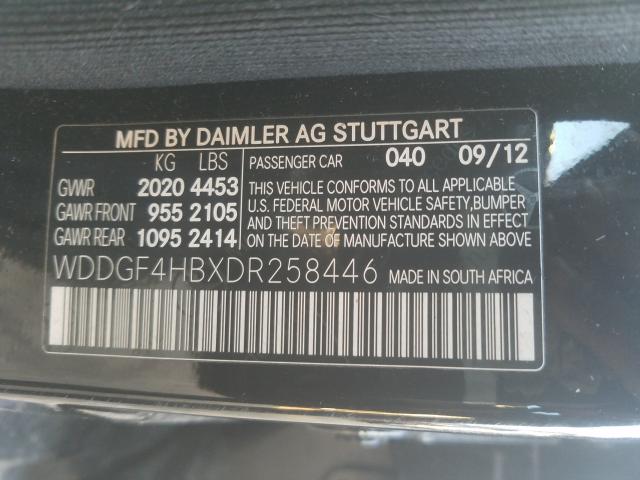 MFD BY DAIMLER AG STUTTGART
KG LBS PASSENGER CAR 040 09/12
GVWR 2020 4453 THIS VEHICLE CONFORMS TO ALL APPLICABLE
GAWR FRONT 955 2105 U.S. FEDERAL MOTOR VEHICLE SAFETY, BUMPER
AND THEFT PREVENTION STANDARDS IN EFFECT
GAWR REAR 1095 2414 ON THE DATE OF MANUFACTURE SHOWN ABOVE
WDDGF4HBXDR258446 MADE IN SOUTH AFRICA